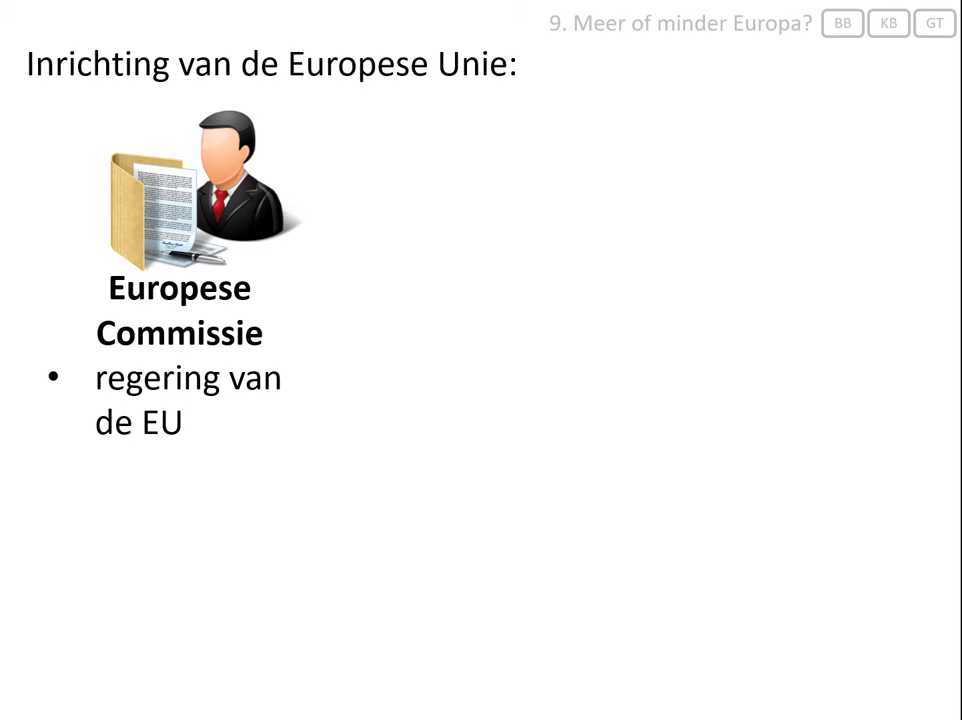 9. Meer of minder Europa? BB KB GT
Inrichting van de Europese Unie:
Europese
Commissie
• regering van
de EU